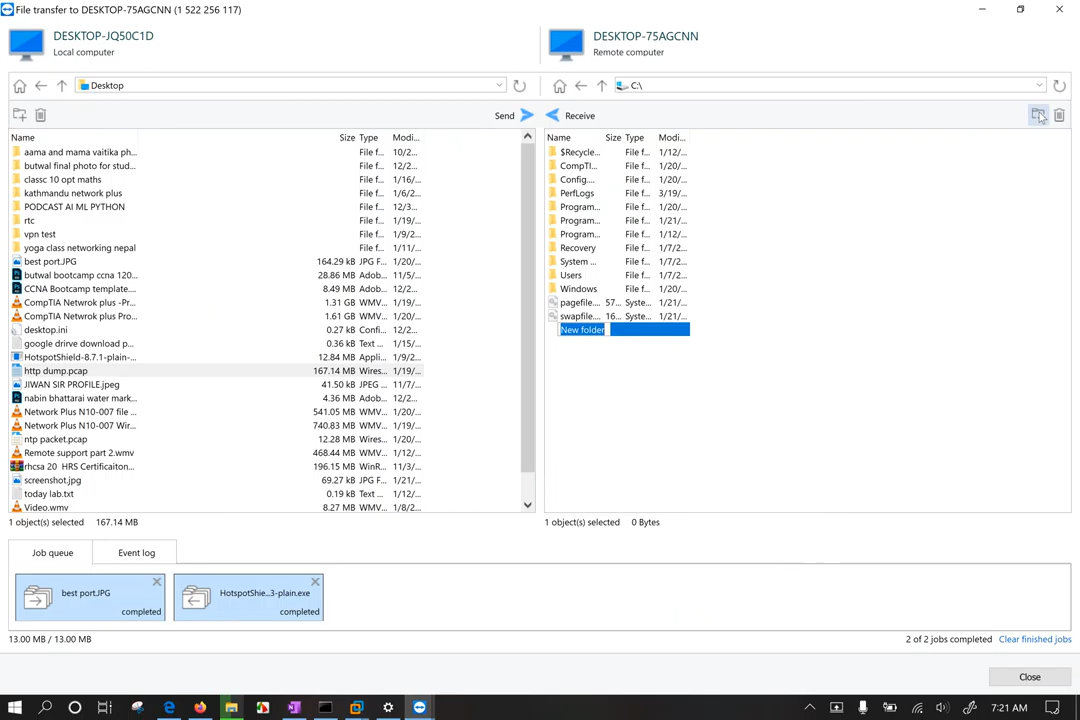 File transfer to DESKTOP-75AGCNN (1 522 256 117)
DESKTOP-JQ50C1D
Local computer
DESKTOP-75AGCNN
Remote computer
Desktop
C:\
Send
Receive
Name Size Type Modi...
aama and mama vaitika ph... File f... 10/2...
butwal final photo for stud... File f... 12/2...
classc 10 opt maths File f... 1/16/...
kathmandu network plus File f... 1/6/2...
PODCAST AI ML PYTHON File f... 12/3...
rtc File f... 1/19/...
vpn test File f... 1/9/2...
yoga class networking nepal File f... 1/11/...
best port.JPG 164.29 kB JPG F... 1/20/...
butwal bootcamp ccna 120... 28.86 MB Adob... 11/5/...
CCNA Bootcamp template.... 8.49 MB Adob... 12/2...
CompTIA Netwrok plus -Pr... 1.31 GB WMV... 1/19/...
CompTIA Netwrok plus Pro... 1.61 GB WMV... 1/20/...
desktop.ini 0.27 kB Confi... 12/2...
google drirve download p... 0.36 kB Text ... 1/15/...
HotspotShield-8.7.1-plain-... 12.84 MB Appli... 1/9/2...
http dump.pcap 167.14 MB Wires... 1/19/...
JIWAN SIR PROFILE.jpeg 41.50 kB JPEG ... 11/7/...
nabin bhattarai water mark... 4.36 MB Adob... 12/2...
Network Plus N10-007 file ... 541.05 MB WMV... 1/20/...
Network Plus N10-007 Wir... 740.83 MB WMV... 1/19/...
ntp packet.pcap 12.28 MB Wires... 1/20/...
Remote support part 2.wmv 468.44 MB WMV... 1/12/...
rhcsa 20 HRS Certificaiton... 196.15 MB WinR... 11/3/...
screenshot.jpg 69.27 kB JPG F... 1/21/...
today lab.txt 0.19 kB Text ... 1/12/...
Video.wmv 8.27 MB WMV... 1/8/2...
Name Size Type Modi...
$Recycle... File f... 1/12/...
CompTI... File f... 1/20/...
Config.... File f... 1/20/...
PerfLogs File f... 3/19/...
Program... File f... 1/20/...
Program... File f... 1/21/...
Program... File f... 1/12/...
Recovery File f... 1/7/2...
System ... File f... 1/7/2...
Users File f... 1/7/2...
Windows File f... 1/20/...
pagefile.... 57... Syste... 1/21/...
swapfile.... 16... Syste... 1/21/...
New folder
1 object(s) selected 167.14 MB
1 object(s) selected 0 Bytes
Job queue
Event log
best port.JPG
completed
HotspotShie...3-plain.exe
completed
13.00 MB / 13.00 MB
2 of 2 jobs completed
Clear finished jobs
Close
7:21 AM